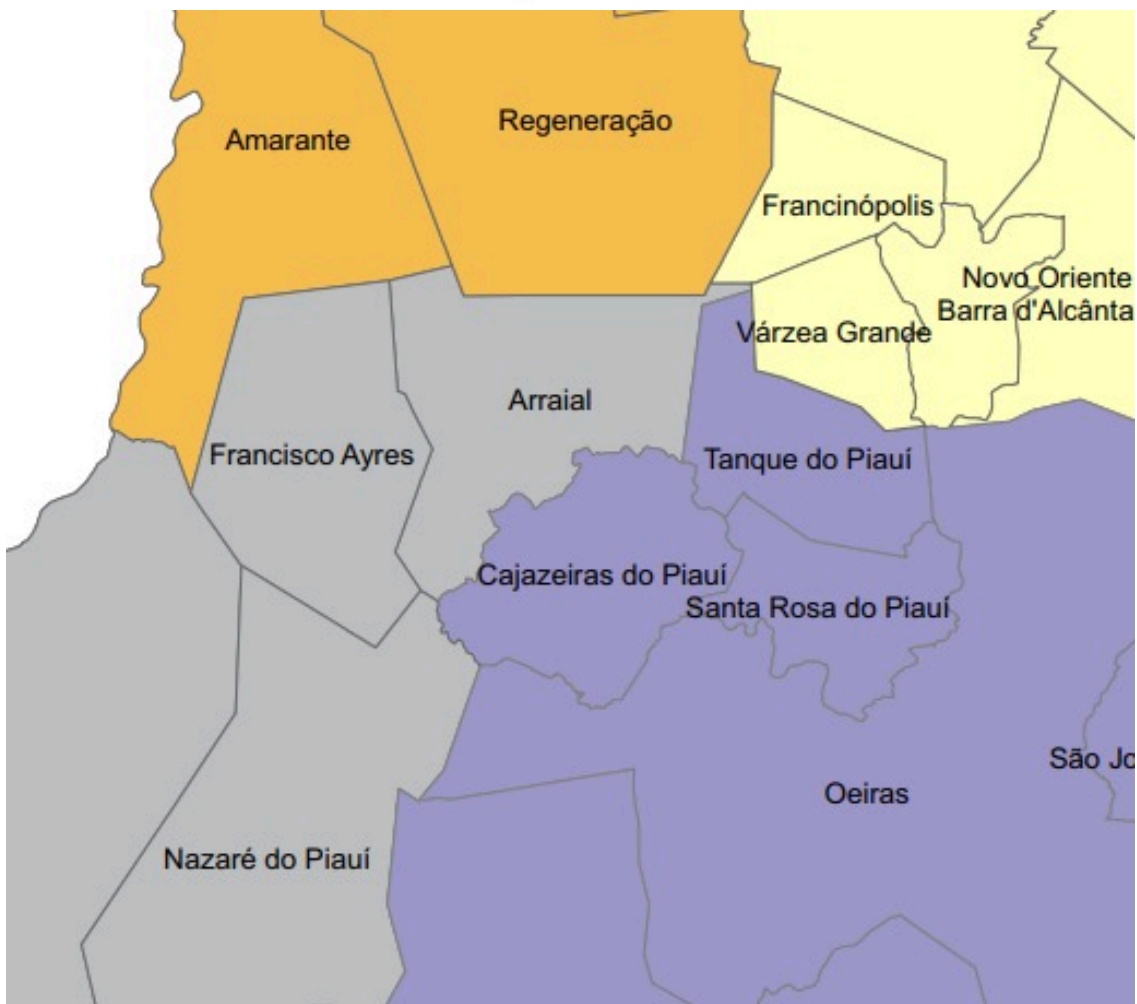 Regeneração
Amarante
Francinópolis
Novo Oriente
Barra d'Alcânta
Várzea Grande
Arraial
Francisco Ayres
Tanque do Piauí
Cajazeiras do Piauí
Santa Rosa do Piauí
São Jo
Oeiras
Nazaré do Piauí